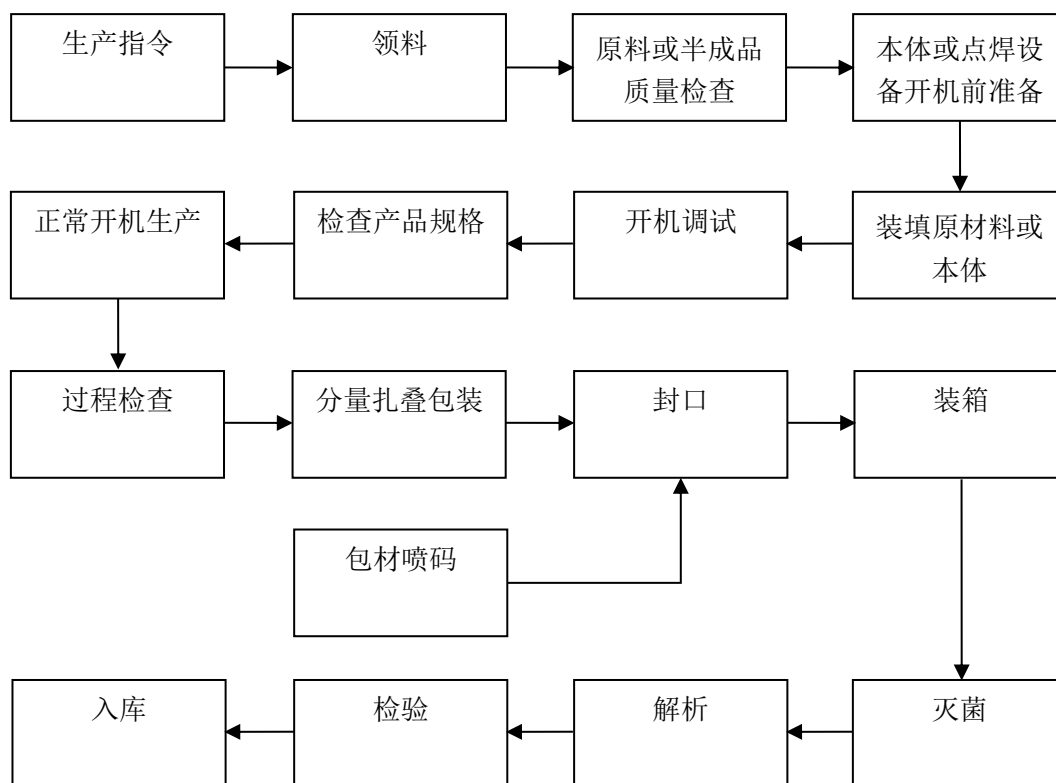 生产指令
领料
原料或半成品
质量检查
本体或点焊设
备开机前准备
正常开机生产
检查产品规格
开机调试
装填原材料或
本体
过程检查
分量扎叠包装
封口
装箱
包材喷码
入库
检验
解析
灭菌